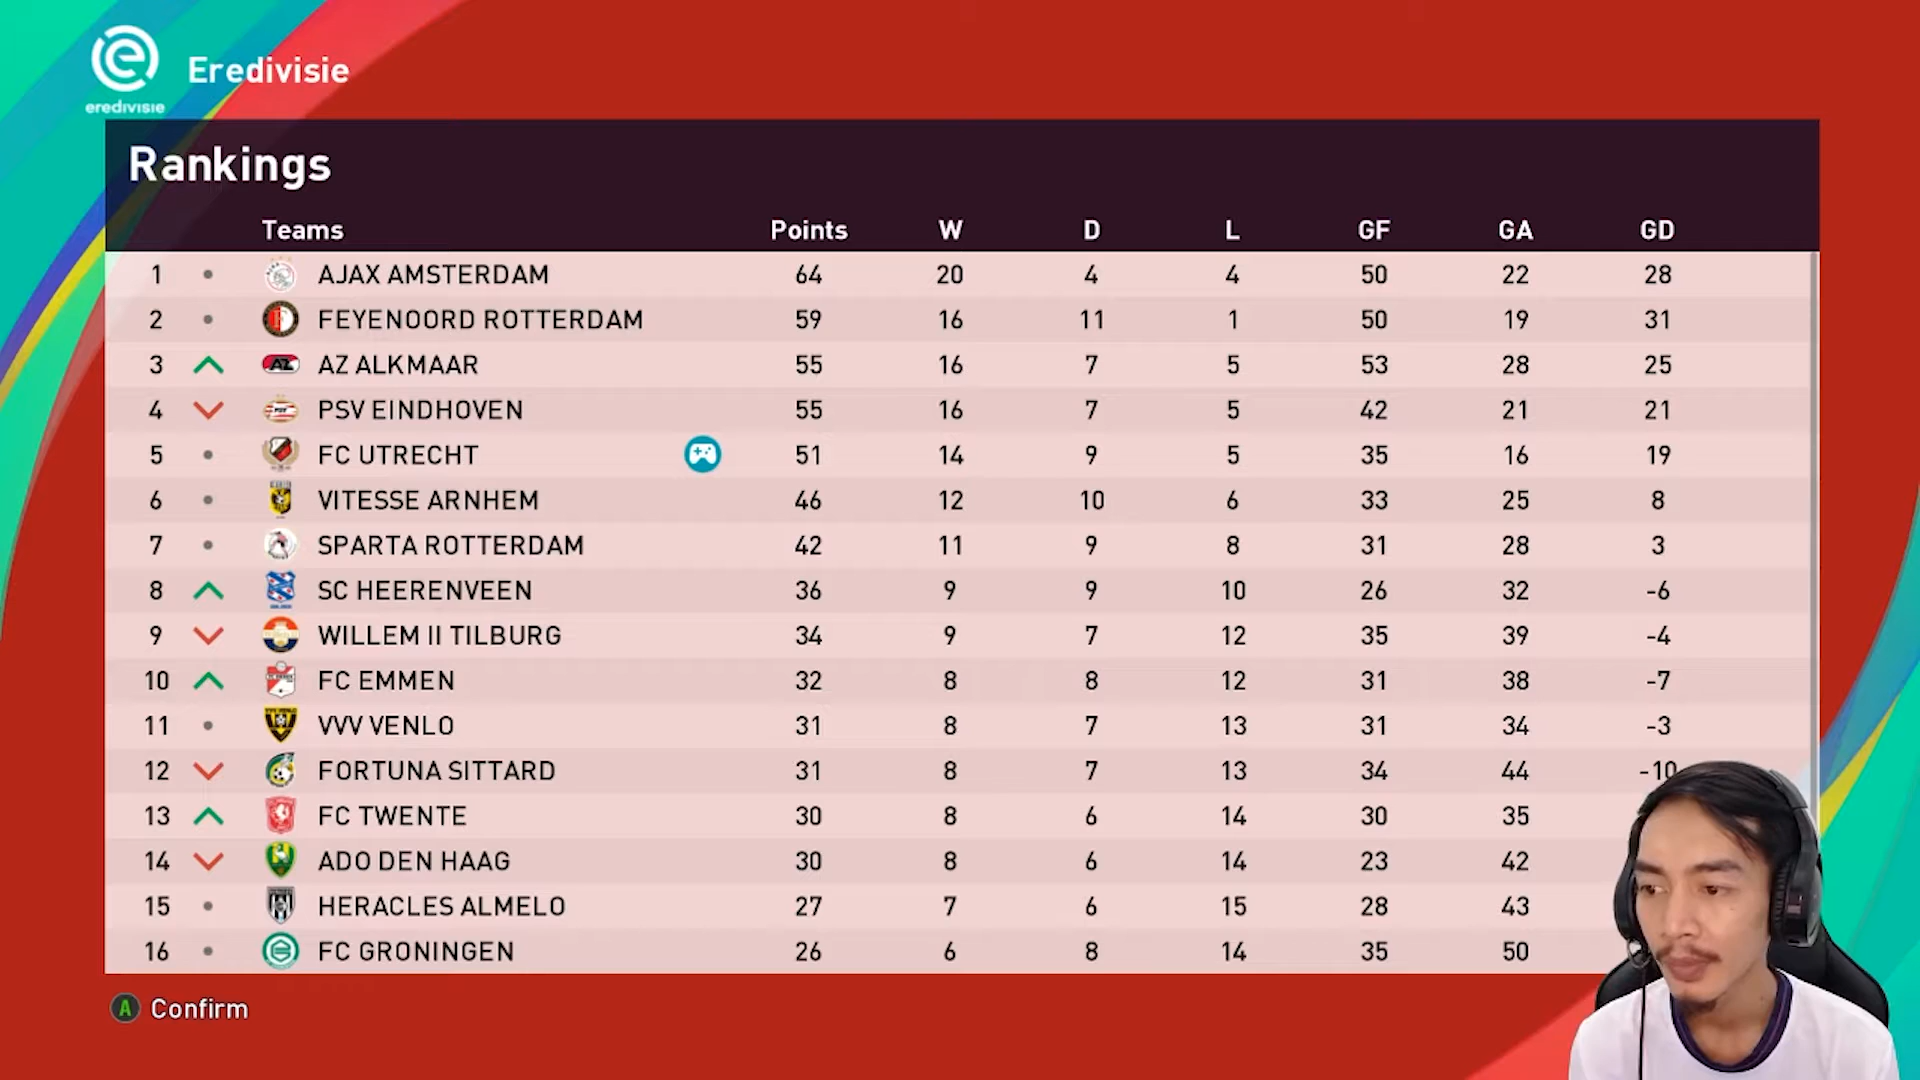 eredivisie
Eredivisie
Rankings
Teams Points W D L GF GA GD
1 AJAX AMSTERDAM 64 20 4 4 50 22 28
2 FEYENOORD ROTTERDAM 59 16 11 1 50 19 31
3 AZ ALKMAAR 55 16 7 5 53 28 25
4 PSV EINDHOVEN 55 16 7 5 42 21 21
5 FC UTRECHT 51 14 9 5 35 16 19
6 VITESSE ARNHEM 46 12 10 6 33 25 8
7 SPARTA ROTTERDAM 42 11 9 8 31 28 3
8 SC HEERENVEEN 36 9 9 10 26 32 -6
9 WILLEM II TILBURG 34 9 7 12 35 39 -4
10 FC EMMEN 32 8 8 12 31 38 -7
11 VVV VENLO 31 8 7 13 31 34 -3
12 FORTUNA SITTARD 31 8 7 13 34 44 -10
13 FC TWENTE 30 8 6 14 30 35
14 ADO DEN HAAG 30 8 6 14 23 42
15 HERACLES ALMELO 27 7 6 15 28 43
16 FC GRONINGEN 26 6 8 14 35 50
A Confirm